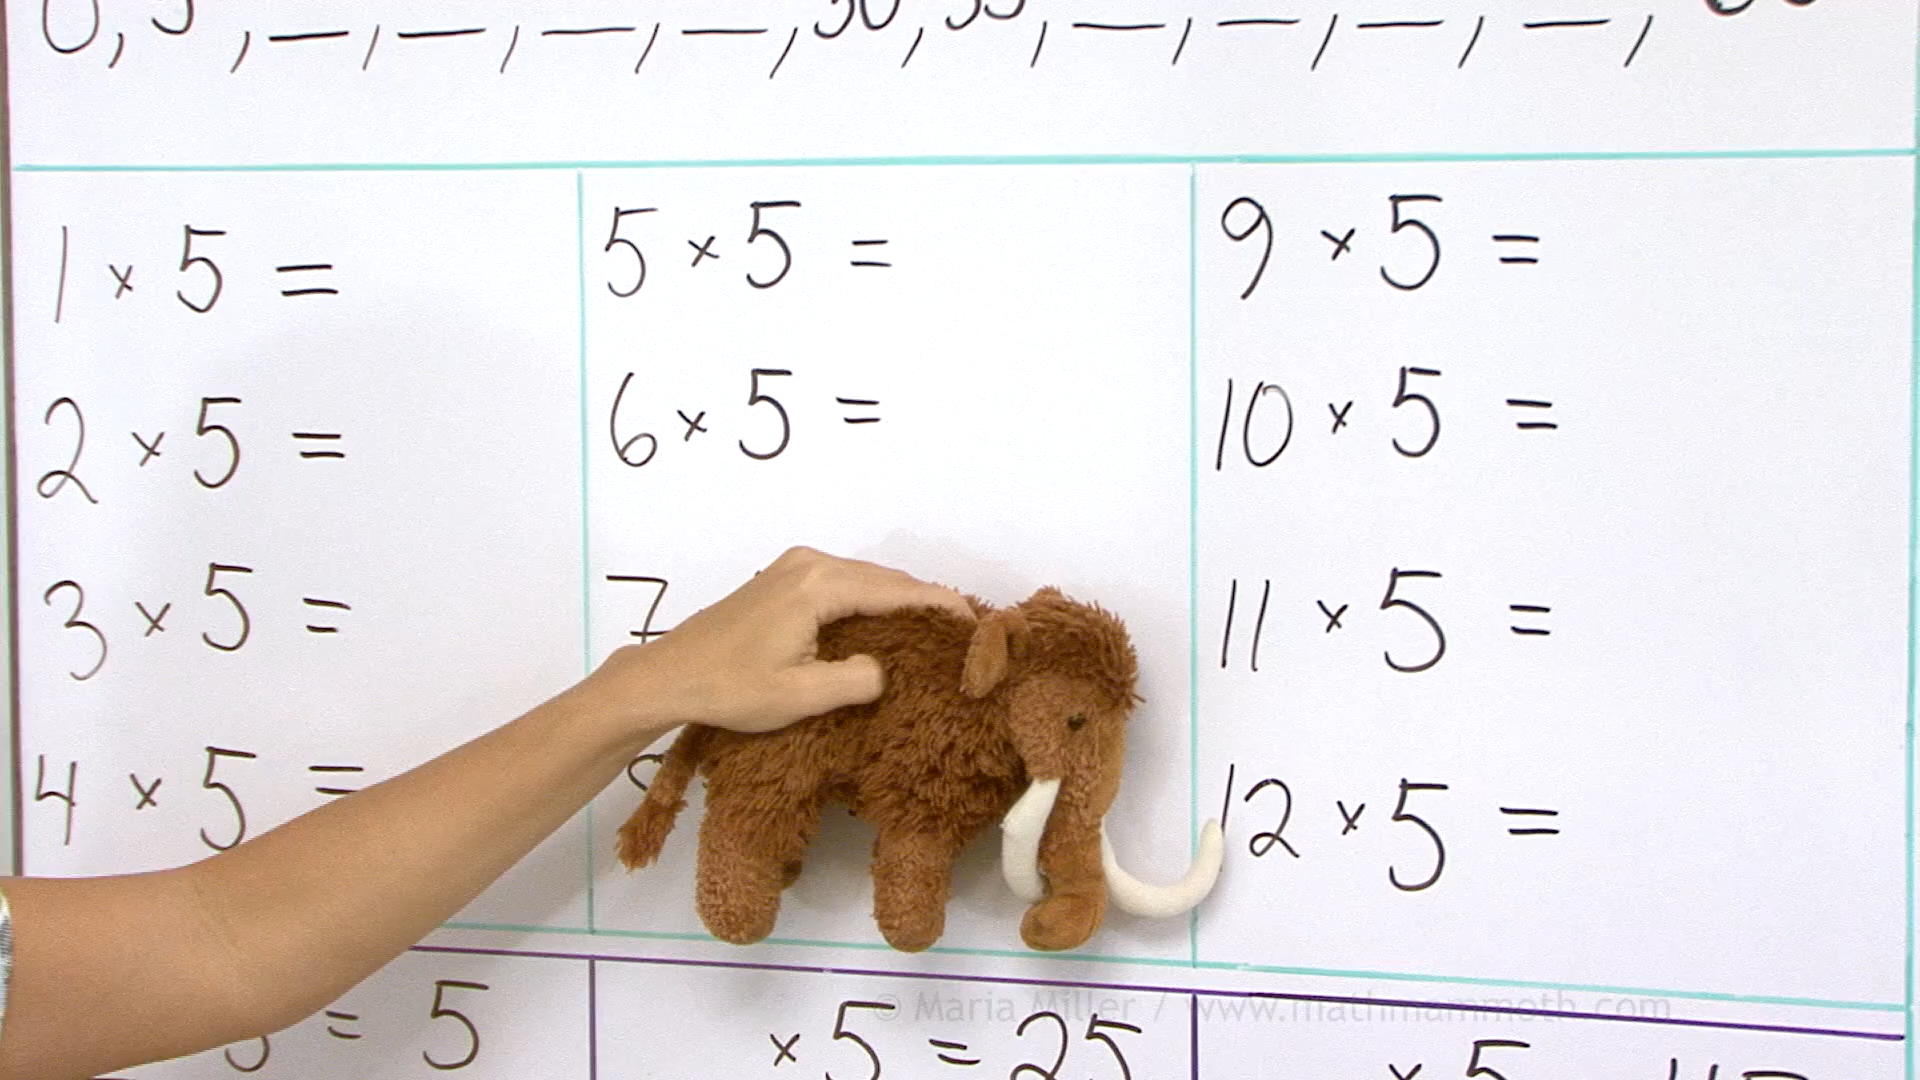 0, 5, __, __, __, __, 30, 35, __, __, __, __,
1 × 5 =
2 × 5 =
3 × 5 =
4 × 5 =
5 × 5 =
6 × 5 =
7
9 × 5 =
10 × 5 =
11 × 5 =
12 × 5 =
= 5
× 5 = 25
× 5
© Maria Miller / www.mathmammoth.com